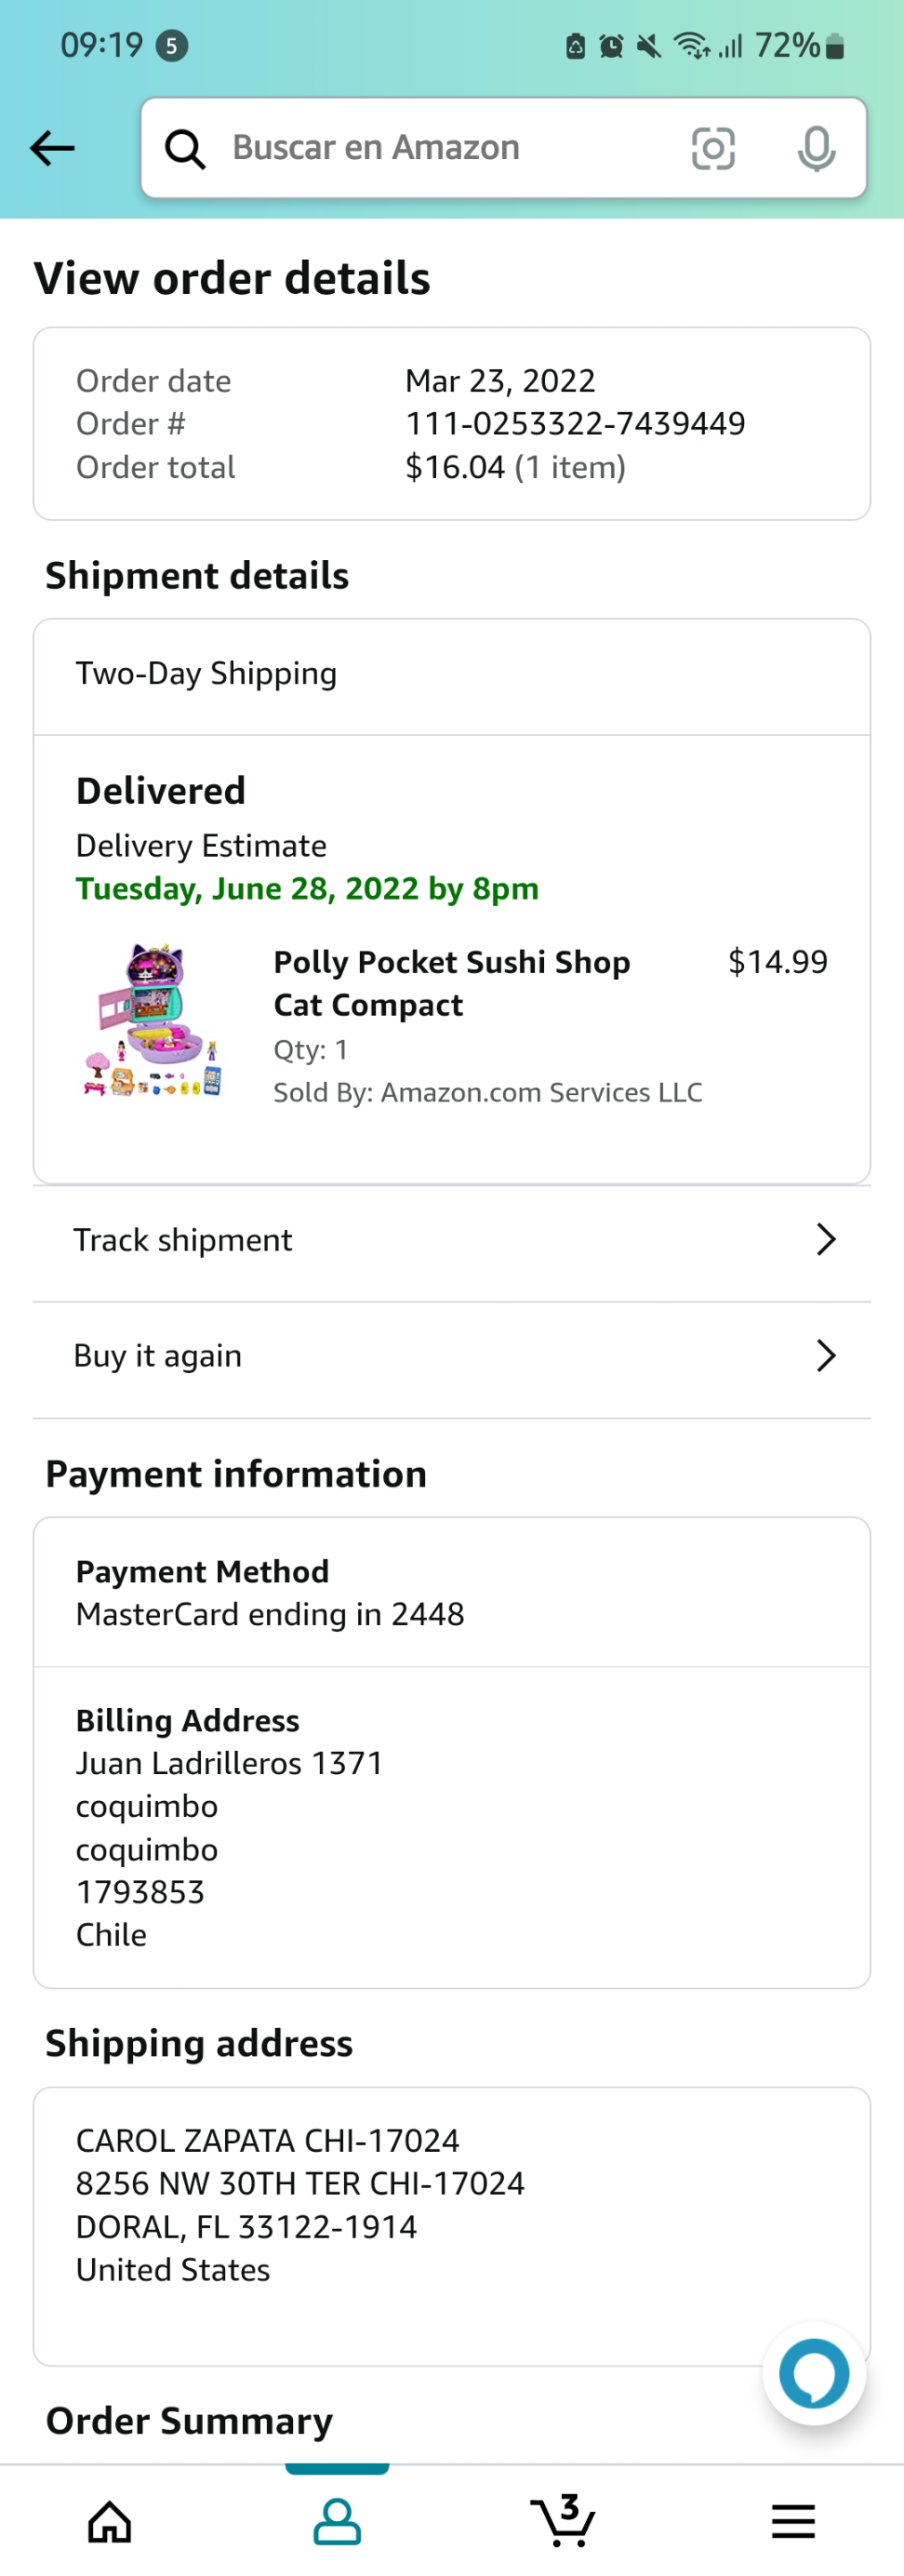 09:19 5 72%
Buscar en Amazon
View order details
Order date Mar 23, 2022
Order # 111-0253322-7439449
Order total $16.04 (1 item)
Shipment details
Two-Day Shipping
Delivered
Delivery Estimate
Tuesday, June 28, 2022 by 8pm
Polly Pocket Sushi Shop $14.99
Cat Compact
Qty: 1
Sold By: Amazon.com Services LLC
Track shipment
Buy it again
Payment information
Payment Method
MasterCard ending in 2448
Billing Address
Juan Ladrilleros 1371
coquimbo
coquimbo
1793853
Chile
Shipping address
CAROL ZAPATA CHI-17024
8256 NW 30TH TER CHI-17024
DORAL, FL 33122-1914
United States
Order Summary
3